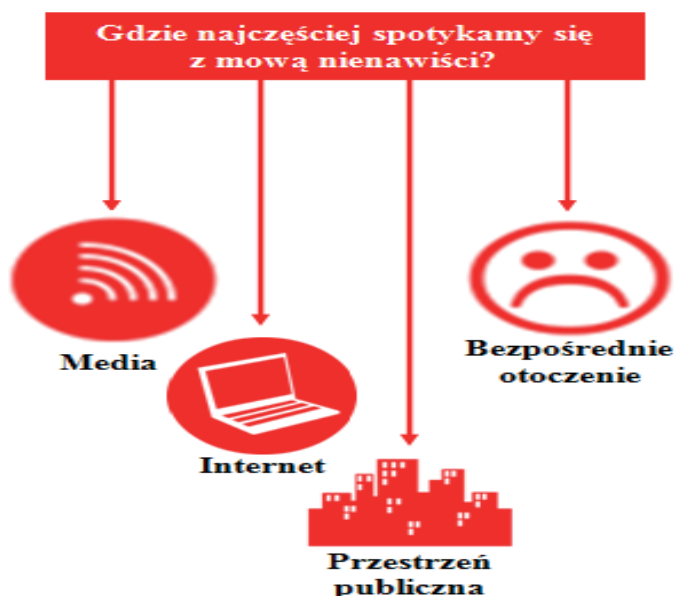 Gdzie najczęściej spotykamy się
z mową nienawiści?
Media
Internet
Przestrzeń
publiczna
Bezpośrednie
otoczenie